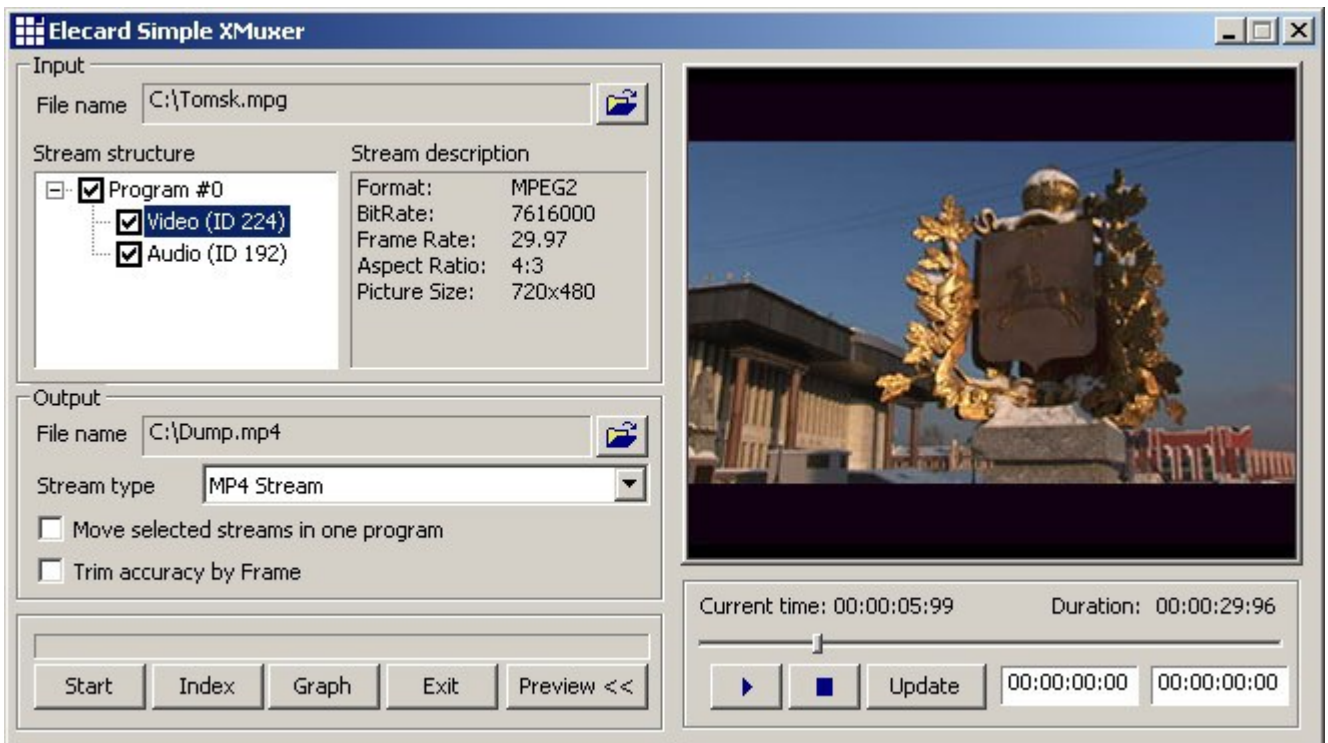 Elecard Simple XMuxer
Input
File name C:\Tomsk.mpg
Stream structure
Program #0
Video (ID 224)
Audio (ID 192)
Stream description
Format: MPEG2
BitRate: 7616000
Frame Rate: 29.97
Aspect Ratio: 4:3
Picture Size: 720x480
Output
File name C:\Dump.mp4
Stream type MP4 Stream
Move selected streams in one program
Trim accuracy by Frame
Start Index Graph Exit Preview <<
Current time: 00:00:05:99 Duration: 00:00:29:96
Update 00:00:00:00 00:00:00:00